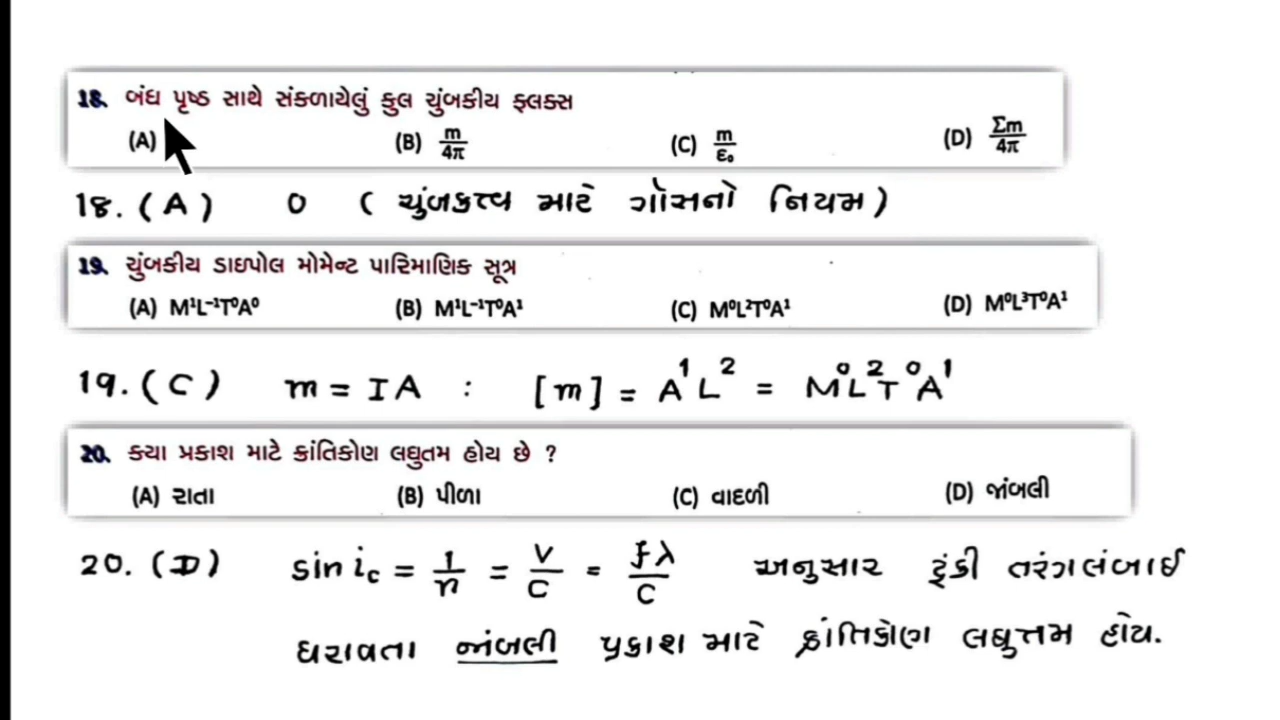 18. બંધ પૃષ્ઠ સાથે સંકળાયેલું કુલ ચુંબકીય ફ્લક્સ
(A) (B) m/4π (C) m/ε₀ (D) Σm/4π
18. (A) 0 (ચુંબકત્વ માટે ગૉસનો નિયમ)
19. ચુંબકીય ડાઇપોલ મોમેન્ટ પારિમાણિક સૂત્ર
(A) M¹L⁻¹T⁰A⁰ (B) M¹L⁻¹T⁰A¹ (C) M⁰L²T⁰A¹ (D) M⁰L³T⁰A¹
19. (C) m = IA : [m] = A¹L² = M⁰L²T⁰A¹
20. ક્યા પ્રકાશ માટે ક્રાંતિકોણ લઘુતમ હોય છે ?
(A) રાતા (B) પીળા (C) વાદળી (D) જાંબલી
20. (D) sin i_c = 1/n = v/c = fλ/c અનુસાર ટૂંકી તરંગલંબાઈ
ધરાવતા જાંબલી પ્રકાશ માટે ક્રાંતિકોણ લઘુત્તમ હોય.